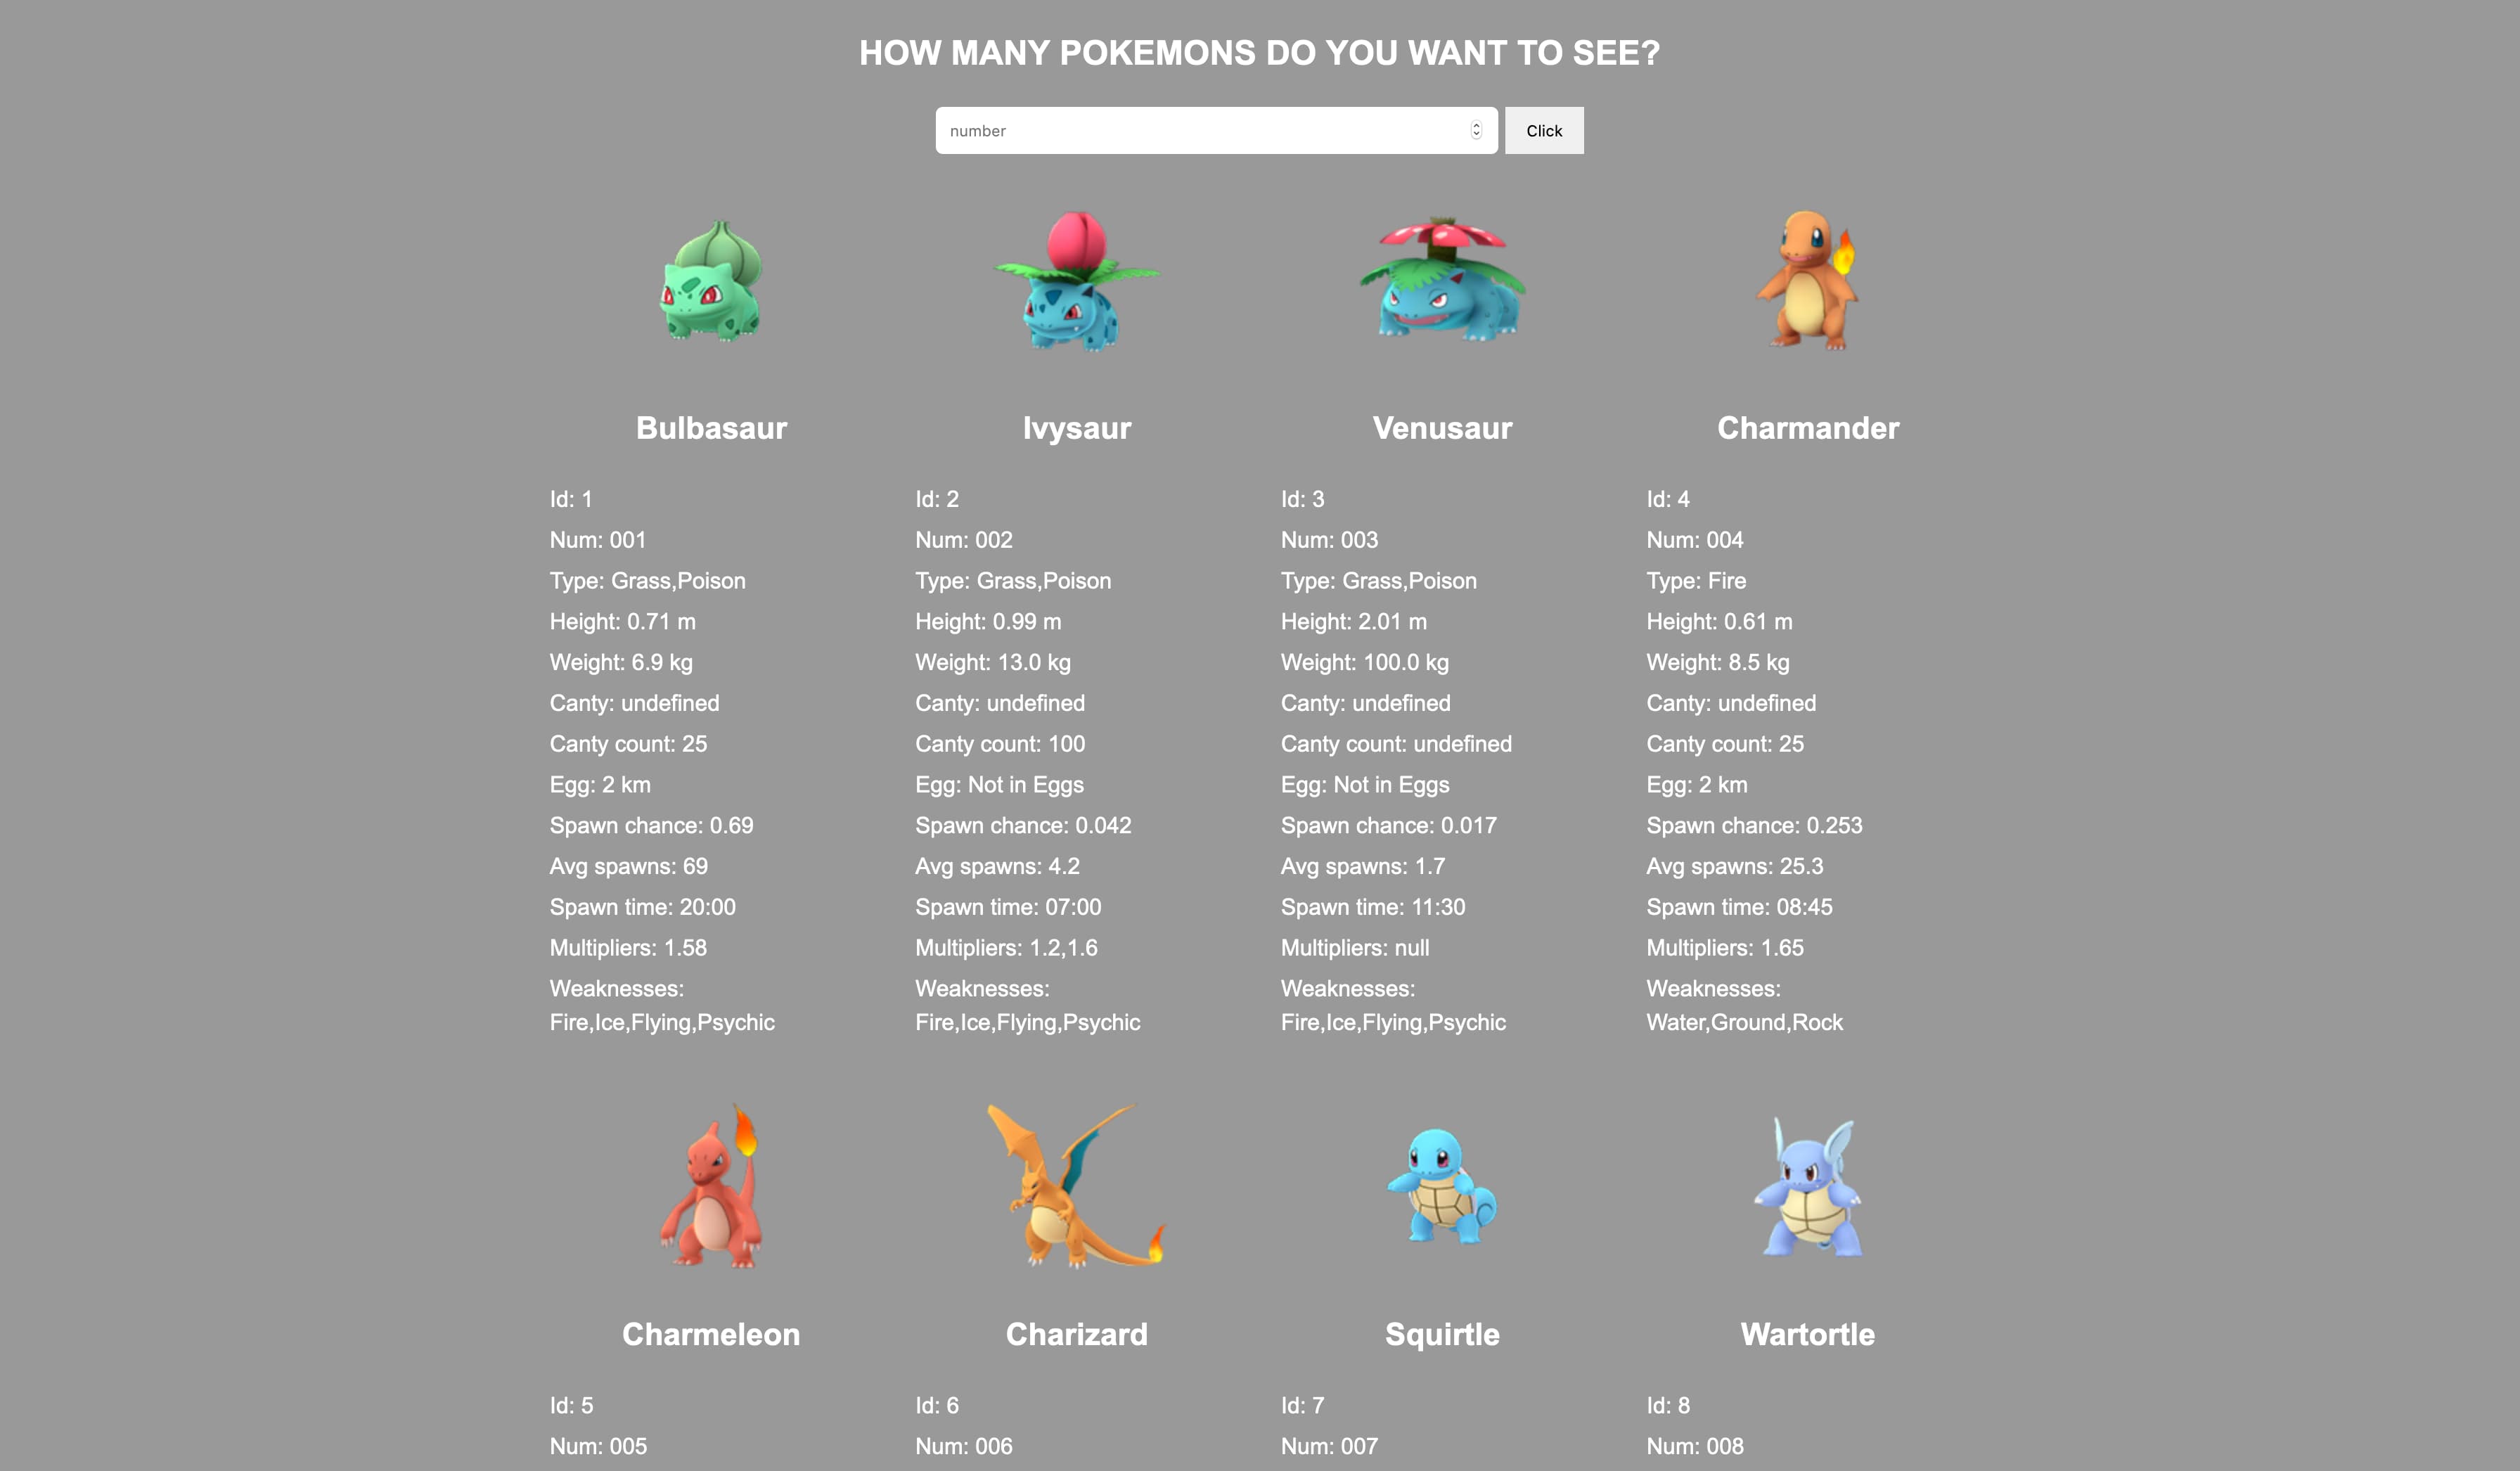 HOW MANY POKEMONS DO YOU WANT TO SEE?
number
Click
Bulbasaur
Id: 1
Num: 001
Type: Grass,Poison
Height: 0.71 m
Weight: 6.9 kg
Canty: undefined
Canty count: 25
Egg: 2 km
Spawn chance: 0.69
Avg spawns: 69
Spawn time: 20:00
Multipliers: 1.58
Weaknesses:
Fire,Ice,Flying,Psychic
Ivysaur
Id: 2
Num: 002
Type: Grass,Poison
Height: 0.99 m
Weight: 13.0 kg
Canty: undefined
Canty count: 100
Egg: Not in Eggs
Spawn chance: 0.042
Avg spawns: 4.2
Spawn time: 07:00
Multipliers: 1.2,1.6
Weaknesses:
Fire,Ice,Flying,Psychic
Venusaur
Id: 3
Num: 003
Type: Grass,Poison
Height: 2.01 m
Weight: 100.0 kg
Canty: undefined
Canty count: undefined
Egg: Not in Eggs
Spawn chance: 0.017
Avg spawns: 1.7
Spawn time: 11:30
Multipliers: null
Weaknesses:
Fire,Ice,Flying,Psychic
Charmander
Id: 4
Num: 004
Type: Fire
Height: 0.61 m
Weight: 8.5 kg
Canty: undefined
Canty count: 25
Egg: 2 km
Spawn chance: 0.253
Avg spawns: 25.3
Spawn time: 08:45
Multipliers: 1.65
Weaknesses:
Water,Ground,Rock
Charmeleon
Id: 5
Num: 005
Charizard
Id: 6
Num: 006
Squirtle
Id: 7
Num: 007
Wartortle
Id: 8
Num: 008